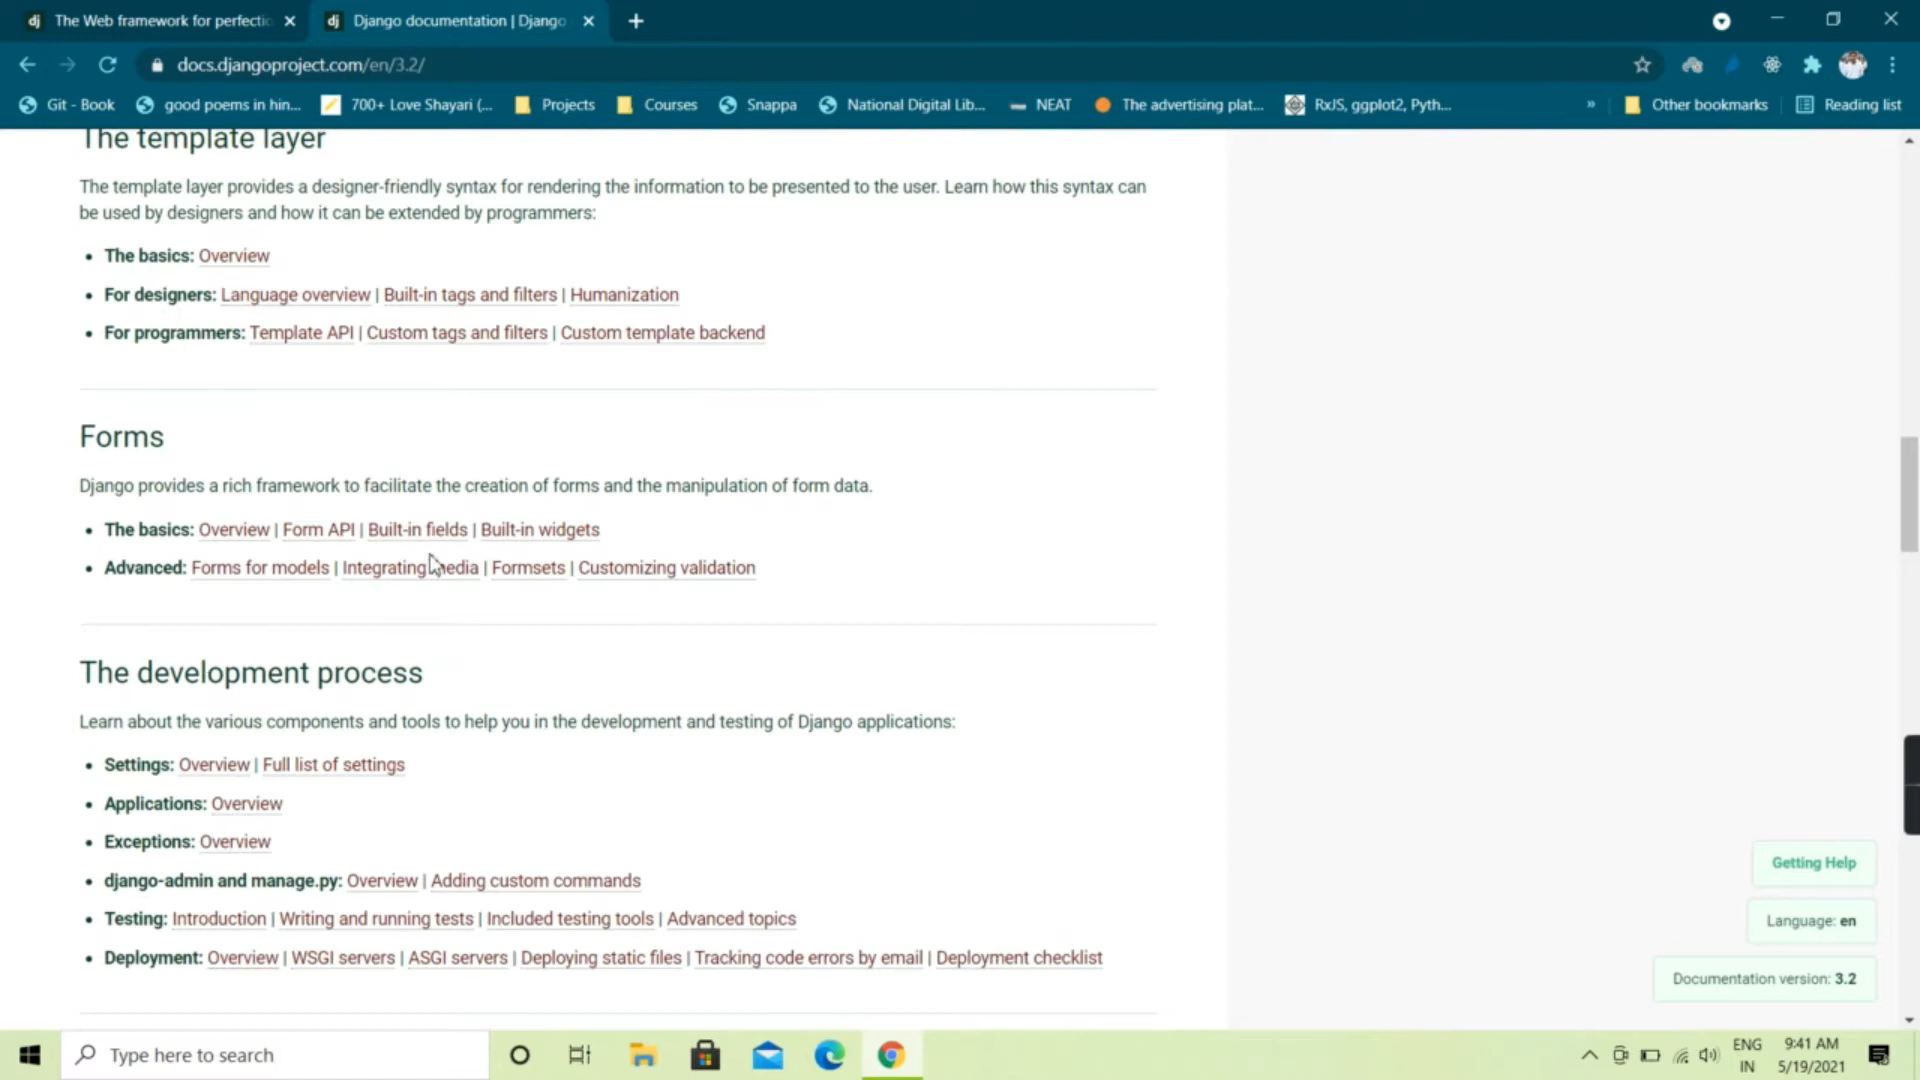 The Web framework for perfectio
Django documentation | Django
docs.djangoproject.com/en/3.2/
Git - Book
good poems in hin...
700+ Love Shayari (...
Projects
Courses
Snappa
National Digital Lib...
NEAT
The advertising plat...
RxJS, ggplot2, Pyth...
»
Other bookmarks
Reading list
The template layer
The template layer provides a designer-friendly syntax for rendering the information to be presented to the user. Learn how this syntax can
be used by designers and how it can be extended by programmers:
• The basics: Overview
• For designers: Language overview | Built-in tags and filters | Humanization
• For programmers: Template API | Custom tags and filters | Custom template backend
Forms
Django provides a rich framework to facilitate the creation of forms and the manipulation of form data.
• The basics: Overview | Form API | Built-in fields | Built-in widgets
• Advanced: Forms for models | Integrating media | Formsets | Customizing validation
The development process
Learn about the various components and tools to help you in the development and testing of Django applications:
• Settings: Overview | Full list of settings
• Applications: Overview
• Exceptions: Overview
• django-admin and manage.py: Overview | Adding custom commands
• Testing: Introduction | Writing and running tests | Included testing tools | Advanced topics
• Deployment: Overview | WSGI servers | ASGI servers | Deploying static files | Tracking code errors by email | Deployment checklist
Getting Help
Language: en
Documentation version: 3.2
Type here to search
ENG
IN
9:41 AM
5/19/2021